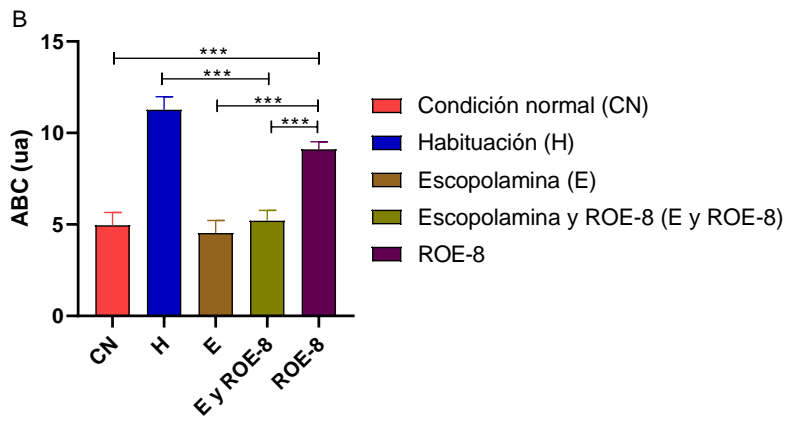 B
15
10
5
0
ABC (ua)
***
***
***
***
CN
H
E
E y ROE-8
ROE-8
Condición normal (CN)
Habituación (H)
Escopolamina (E)
Escopolamina y ROE-8 (E y ROE-8)
ROE-8